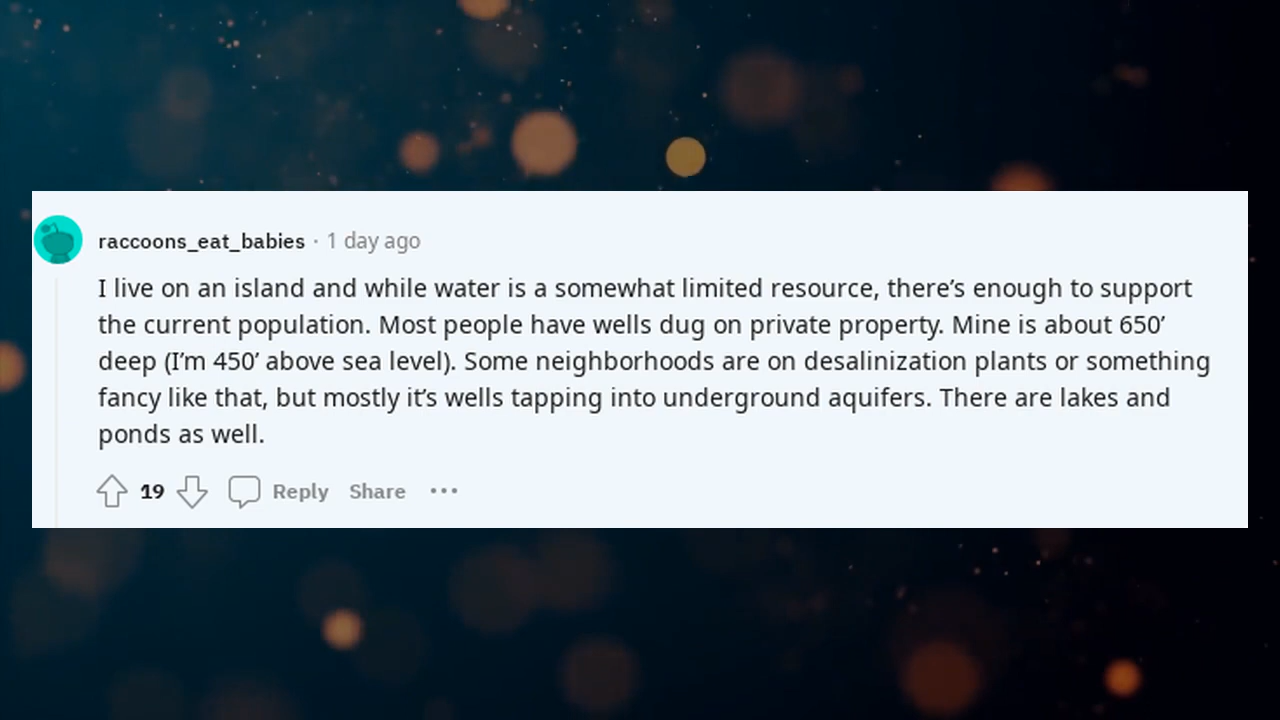 raccoons_eat_babies · 1 day ago
I live on an island and while water is a somewhat limited resource, there’s enough to support
the current population. Most people have wells dug on private property. Mine is about 650’
deep (I’m 450’ above sea level). Some neighborhoods are on desalinization plants or something
fancy like that, but mostly it’s wells tapping into underground aquifers. There are lakes and
ponds as well.
19 Reply Share